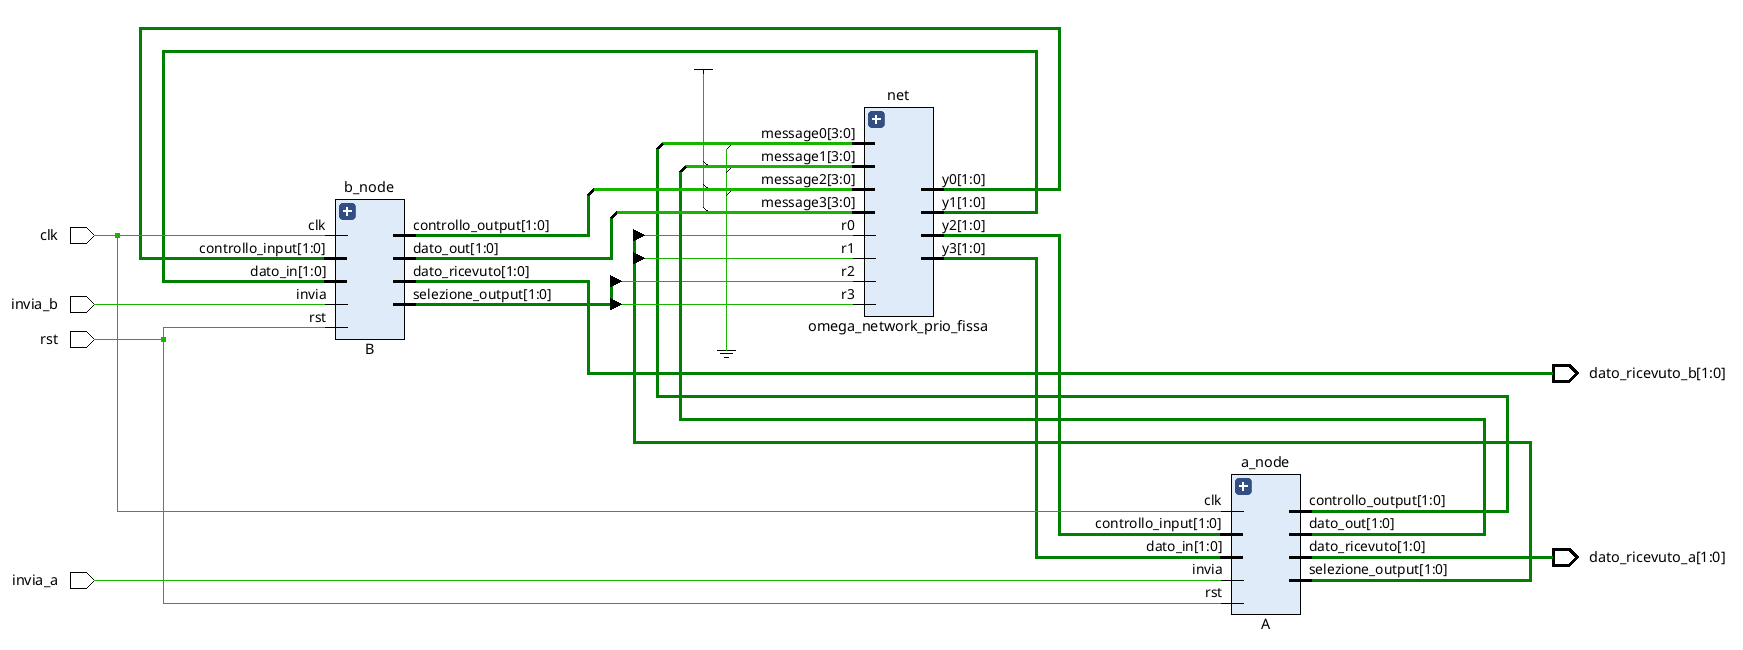 net
message0[3:0]
message1[3:0]
message2[3:0]
message3[3:0]
r0
r1
r2
r3
y0[1:0]
y1[1:0]
y2[1:0]
y3[1:0]
omega_network_prio_fissa
b_node
clk
controllo_input[1:0]
dato_in[1:0]
invia
rst
controllo_output[1:0]
dato_out[1:0]
dato_ricevuto[1:0]
selezione_output[1:0]
B
clk
invia_b
rst
invia_a
dato_ricevuto_b[1:0]
a_node
clk
controllo_input[1:0]
dato_in[1:0]
invia
rst
controllo_output[1:0]
dato_out[1:0]
dato_ricevuto[1:0]
selezione_output[1:0]
A
dato_ricevuto_a[1:0]